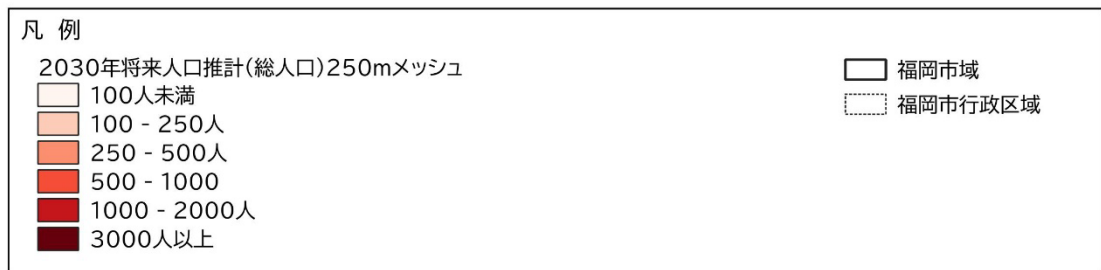 凡 例
2030年将来人口推計(総人口)250mメッシュ
100人未満
100 - 250人
250 - 500人
500 - 1000
1000 - 2000人
3000人以上
福岡市域
福岡市行政区域